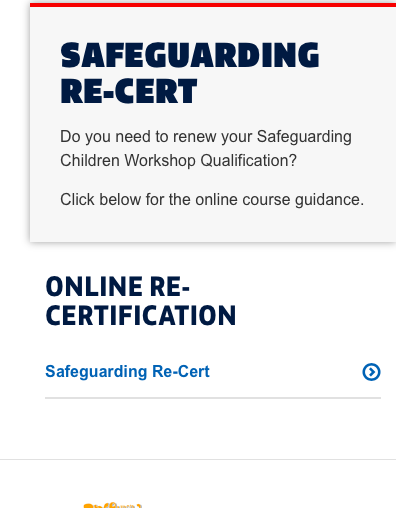 SAFEGUARDING
RE-CERT
Do you need to renew your Safeguarding
Children Workshop Qualification?
Click below for the online course guidance.
ONLINE RE-
CERTIFICATION
Safeguarding Re-Cert